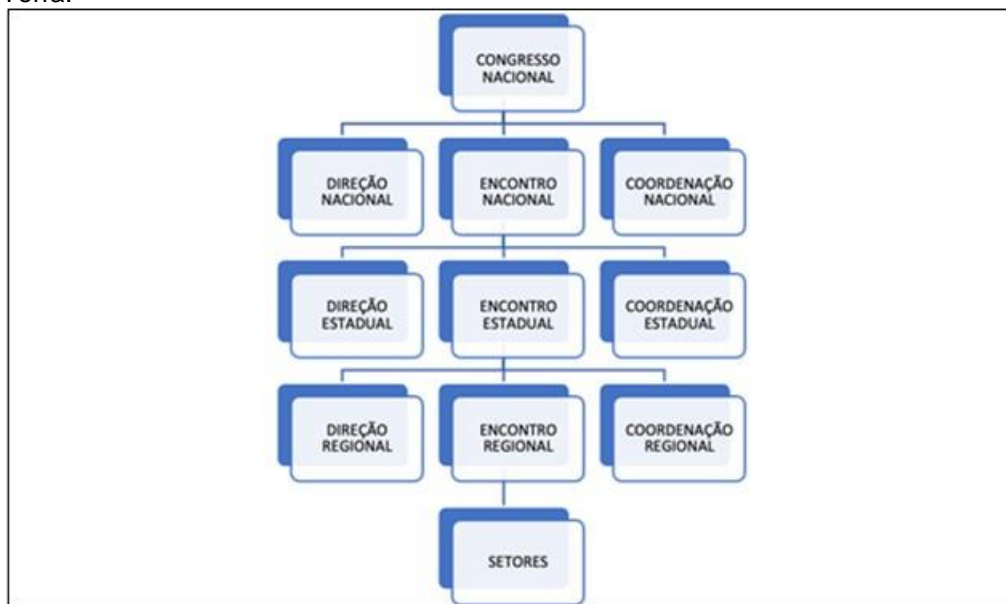 Terra.
CONGRESSO
NACIONAL
DIREÇÃO
NACIONAL
ENCONTRO
NACIONAL
COORDENAÇÃO
NACIONAL
DIREÇÃO
ESTADUAL
ENCONTRO
ESTADUAL
COORDENAÇÃO
ESTADUAL
DIREÇÃO
REGIONAL
ENCONTRO
REGIONAL
COORDENAÇÃO
REGIONAL
SETORES